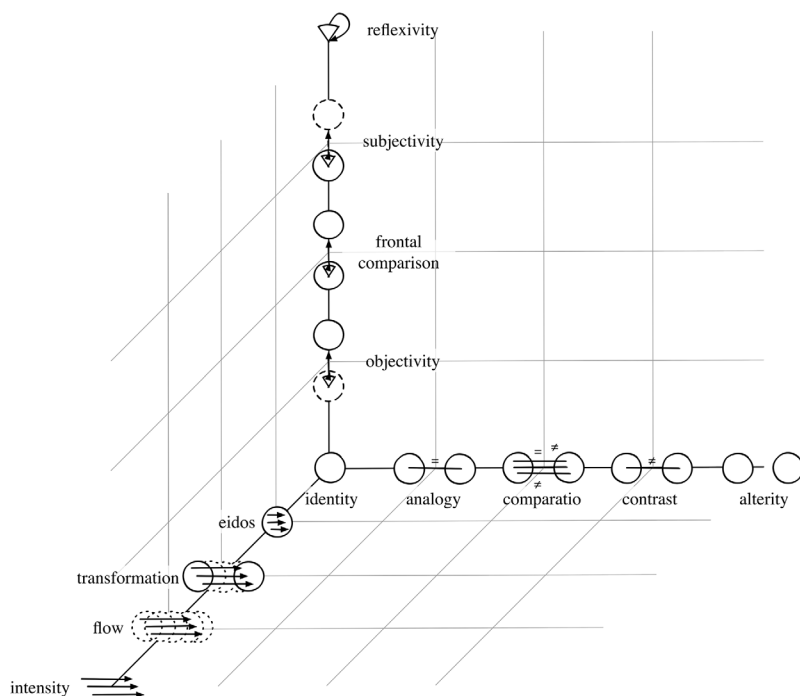 reflexivity
subjectivity
frontal
comparison
objectivity
= = ≠ ≠
≠
identity analogy comparatio contrast alterity
eidos
transformation
flow
intensity